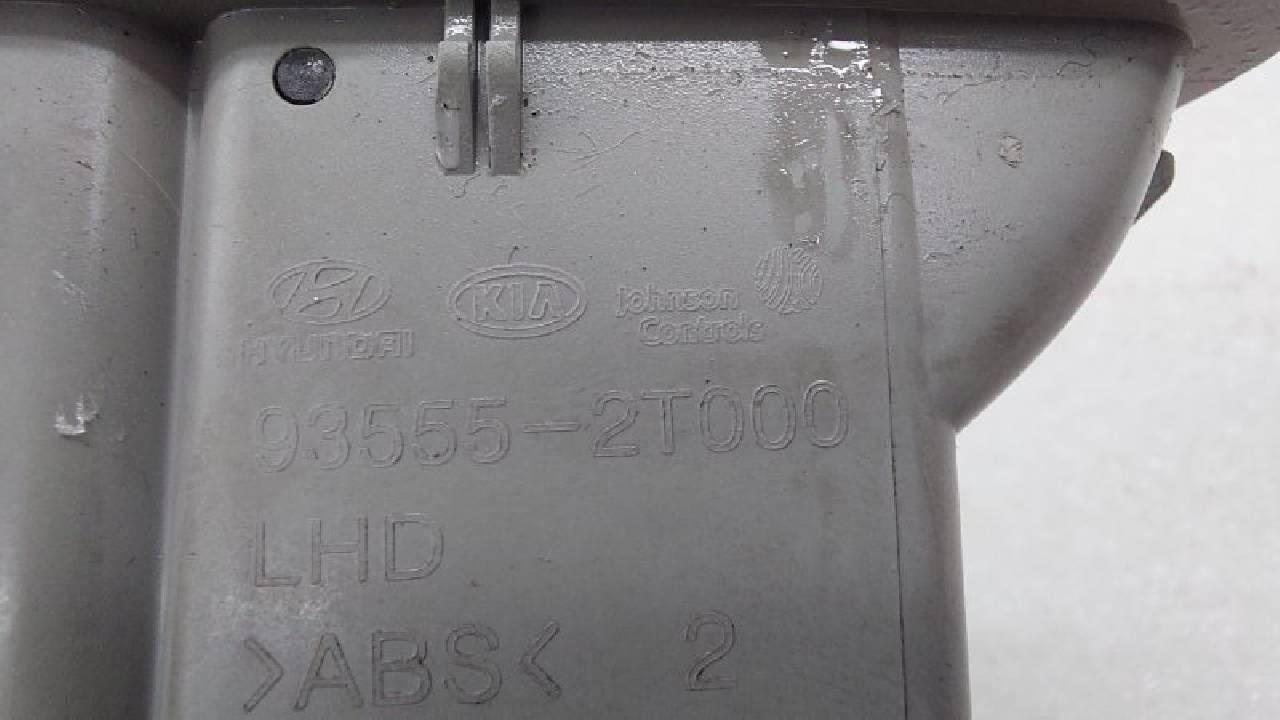 HYUNDAI KIA Johnson Controls
93555-2T000
LHD
>ABS< 2